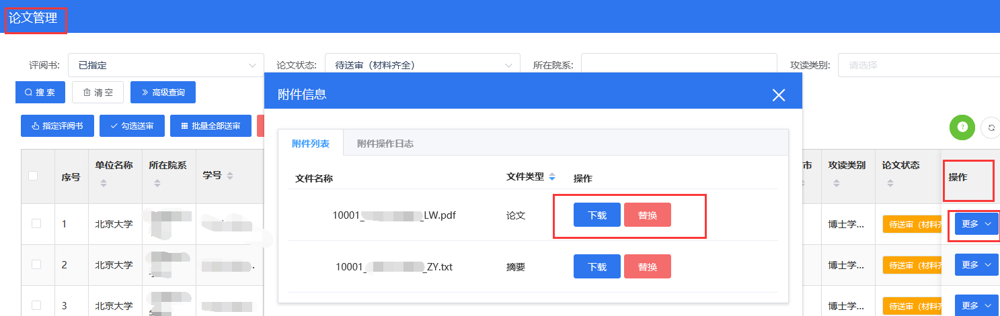 论文管理
评阅书: 已指定 论文状态: 待送审（材料齐全） 所在院系: 攻读类别: 请选择
搜 索 清 空 高级查询
附件信息
指定评阅书 勾选送审 批量全部送审
附件列表 附件操作日志
序号 单位名称 所在院系 学号 市 攻读类别 论文状态 操作
文件名称 文件类型 操作
10001_ _LW.pdf 论文 下载 替换
1 北京大学 博士学... 待送审（材料齐 更多
10001_ _ZY.txt 摘要 下载 替换
2 北京大学 博士学... 待送审（材料齐 更多
3 北京大学 博士学... 待送审（材料齐 更多